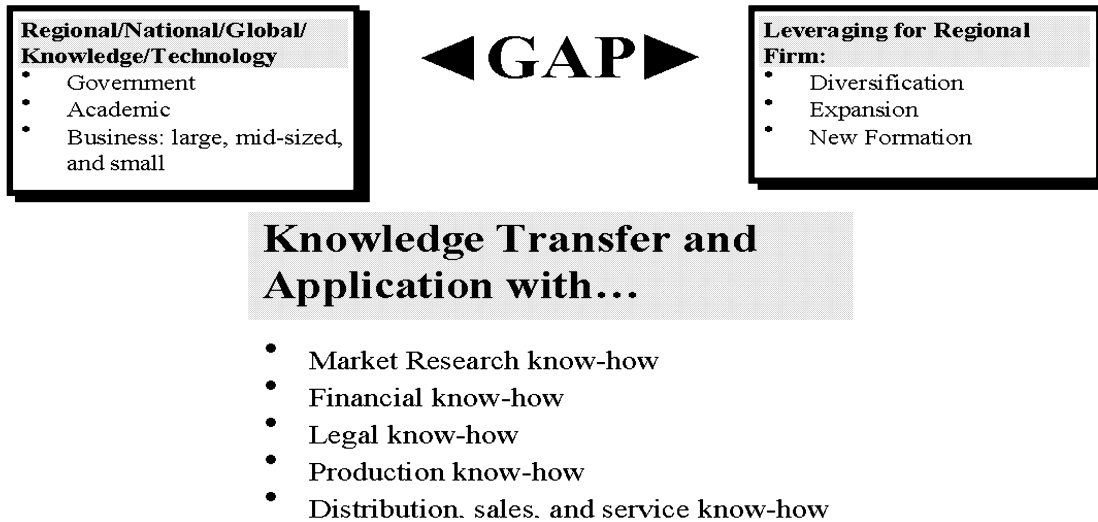 Regional/National/Global/
Knowledge/Technology
• Government
• Academic
• Business: large, mid-sized,
and small
◀GAP▶
Leveraging for Regional
Firm:
• Diversification
• Expansion
• New Formation
Knowledge Transfer and
Application with…
• Market Research know-how
• Financial know-how
• Legal know-how
• Production know-how
• Distribution, sales, and service know-how